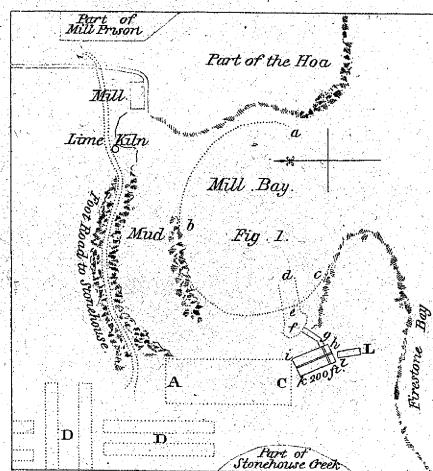 Part of
Mill Prison
Part of the Hoa
Mill
Lime Kiln
a
Mill Bay.
Foot Road to Stonehouse
Mud
b
Fig. 1.
d
c
e
f
g
h
i
L
l
k
200 ft
A
C
Firestone Bay
D
D
Part of
Stonehouse Creek